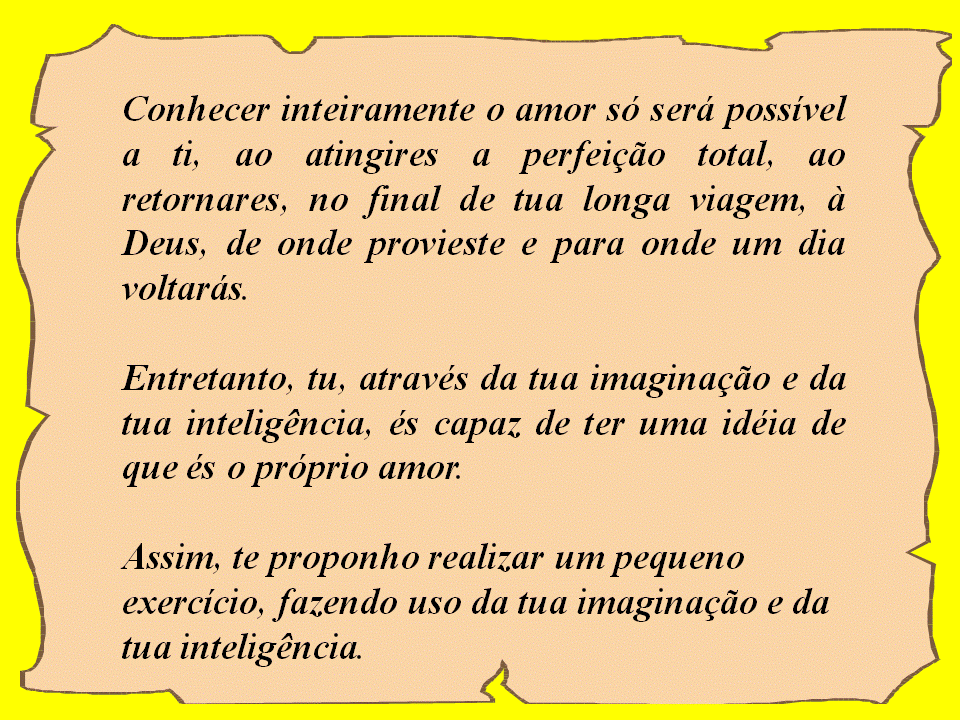 Conhecer inteiramente o amor só será possível
a ti, ao atingires a perfeição total, ao
retornares, no final de tua longa viagem, à
Deus, de onde provieste e para onde um dia
voltarás.
Entretanto, tu, através da tua imaginação e da
tua inteligência, és capaz de ter uma idéia de
que és o próprio amor.
Assim, te proponho realizar um pequeno
exercício, fazendo uso da tua imaginação e da
tua inteligência.